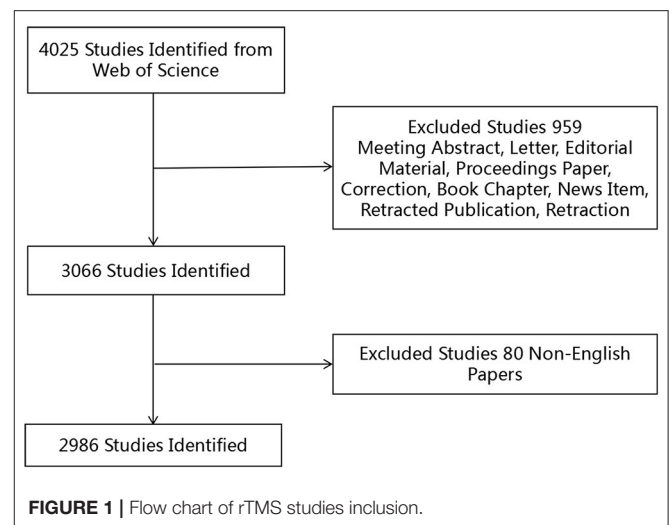 4025 Studies Identified from
Web of Science
Excluded Studies 959
Meeting Abstract, Letter, Editorial
Material, Proceedings Paper,
Correction, Book Chapter, News Item,
Retracted Publication, Retraction
3066 Studies Identified
Excluded Studies 80 Non-English
Papers
2986 Studies Identified
FIGURE 1 | Flow chart of rTMS studies inclusion.